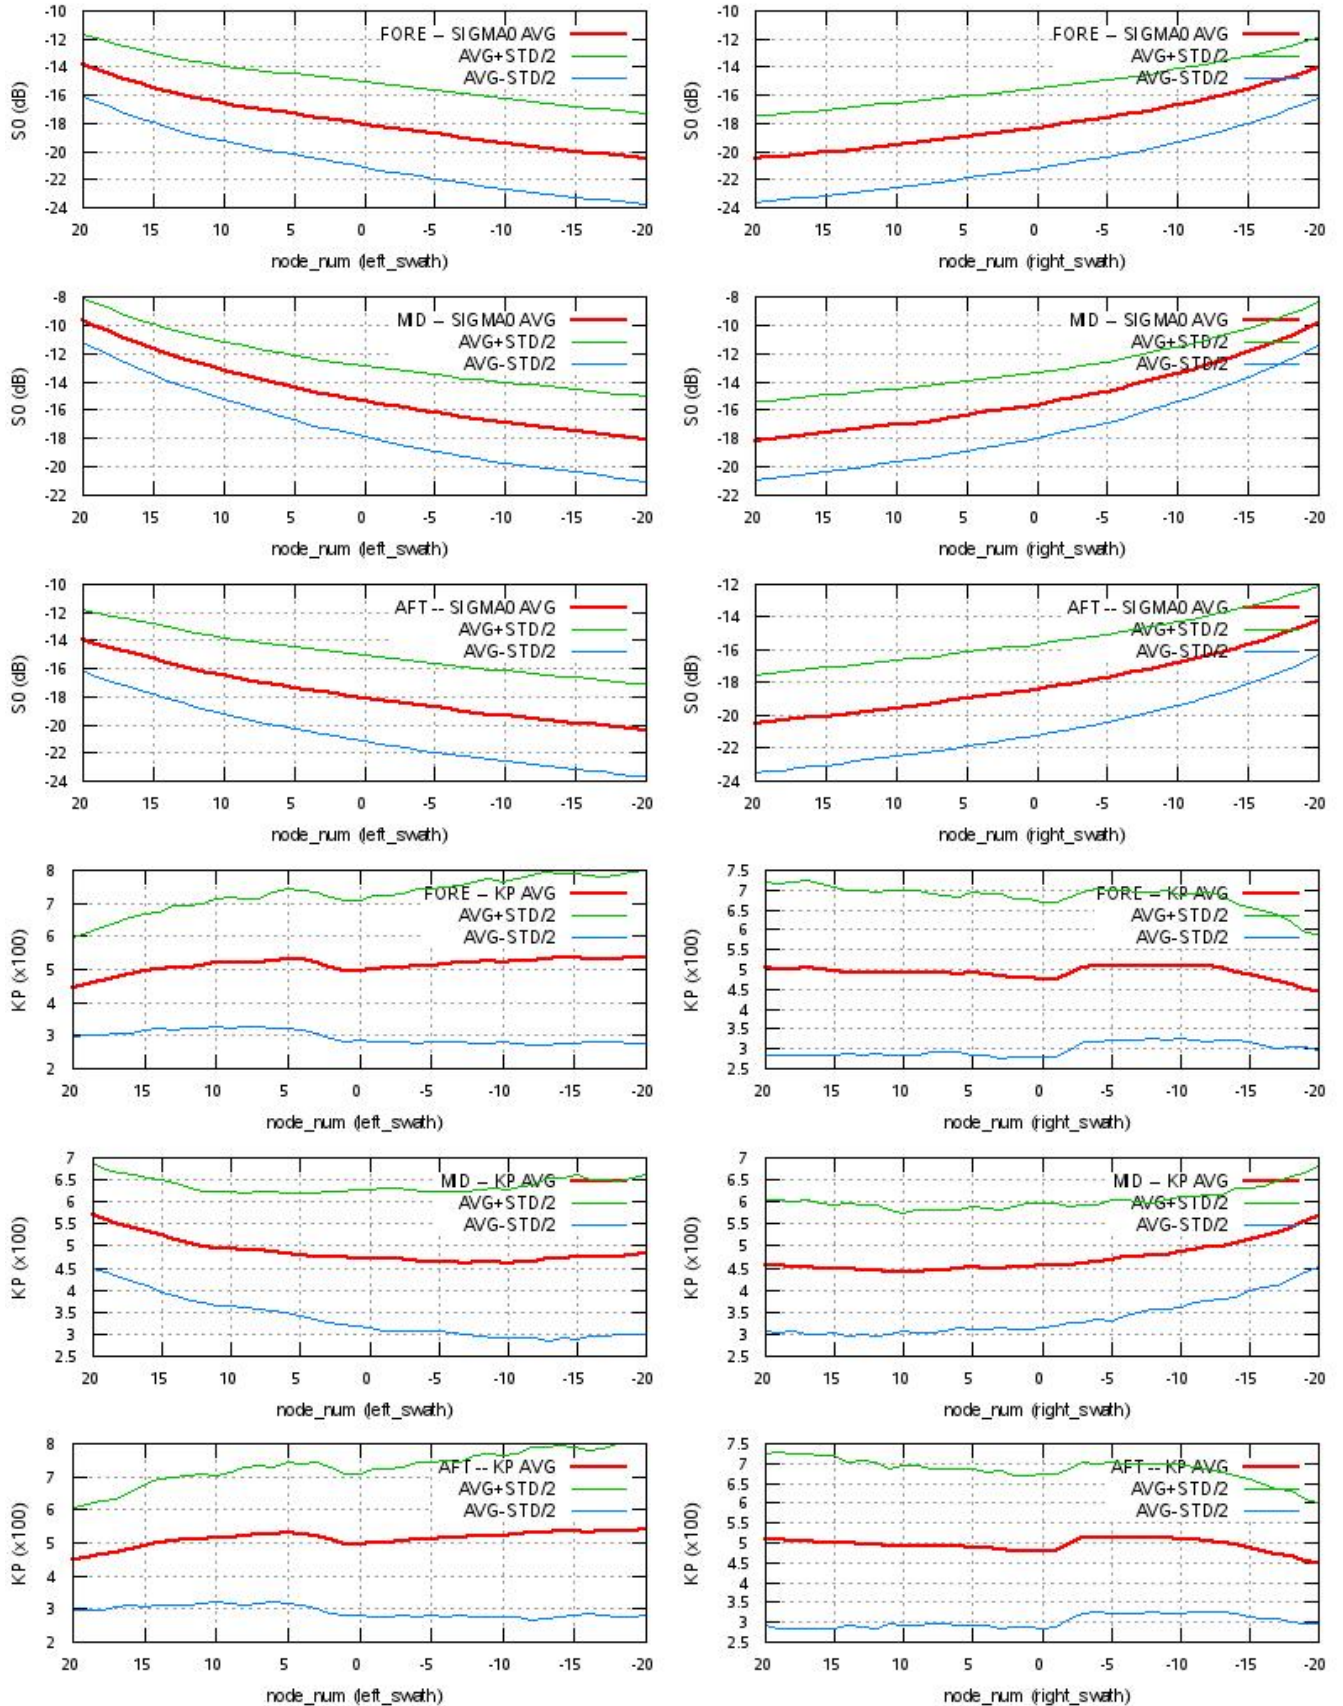 FORE -- SIGMA0 AVG
AVG+STD/2
AVG-STD/2
S0 (dB)
-10
-12
-14
-16
-18
-20
-22
-24
20 15 10 5 0 -5 -10 -15 -20
node_num (left_swath)
FORE -- SIGMA0 AVG
AVG+STD/2
AVG-STD/2
S0 (dB)
-10
-12
-14
-16
-18
-20
-22
-24
20 15 10 5 0 -5 -10 -15 -20
node_num (right_swath)
MID -- SIGMA0 AVG
AVG+STD/2
AVG-STD/2
S0 (dB)
-8
-10
-12
-14
-16
-18
-20
-22
20 15 10 5 0 -5 -10 -15 -20
node_num (left_swath)
MID -- SIGMA0 AVG
AVG+STD/2
AVG-STD/2
S0 (dB)
-8
-10
-12
-14
-16
-18
-20
-22
20 15 10 5 0 -5 -10 -15 -20
node_num (right_swath)
AFT -- SIGMA0 AVG
AVG+STD/2
AVG-STD/2
S0 (dB)
-10
-12
-14
-16
-18
-20
-22
-24
20 15 10 5 0 -5 -10 -15 -20
node_num (left_swath)
AFT -- SIGMA0 AVG
AVG+STD/2
AVG-STD/2
S0 (dB)
-12
-14
-16
-18
-20
-22
-24
20 15 10 5 0 -5 -10 -15 -20
node_num (right_swath)
FORE -- KP AVG
AVG+STD/2
AVG-STD/2
KP (x100)
8
7
6
5
4
3
2
20 15 10 5 0 -5 -10 -15 -20
node_num (left_swath)
FORE -- KP AVG
AVG+STD/2
AVG-STD/2
KP (x100)
7.5
7
6.5
6
5.5
5
4.5
4
3.5
3
2.5
20 15 10 5 0 -5 -10 -15 -20
node_num (right_swath)
MID -- KP AVG
AVG+STD/2
AVG-STD/2
KP (x100)
7
6.5
6
5.5
5
4.5
4
3.5
3
2.5
20 15 10 5 0 -5 -10 -15 -20
node_num (left_swath)
MID -- KP AVG
AVG+STD/2
AVG-STD/2
KP (x100)
7
6.5
6
5.5
5
4.5
4
3.5
3
2.5
20 15 10 5 0 -5 -10 -15 -20
node_num (right_swath)
AFT -- KP AVG
AVG+STD/2
AVG-STD/2
KP (x100)
8
7
6
5
4
3
2
20 15 10 5 0 -5 -10 -15 -20
node_num (left_swath)
AFT -- KP AVG
AVG+STD/2
AVG-STD/2
KP (x100)
7.5
7
6.5
6
5.5
5
4.5
4
3.5
3
2.5
20 15 10 5 0 -5 -10 -15 -20
node_num (right_swath)